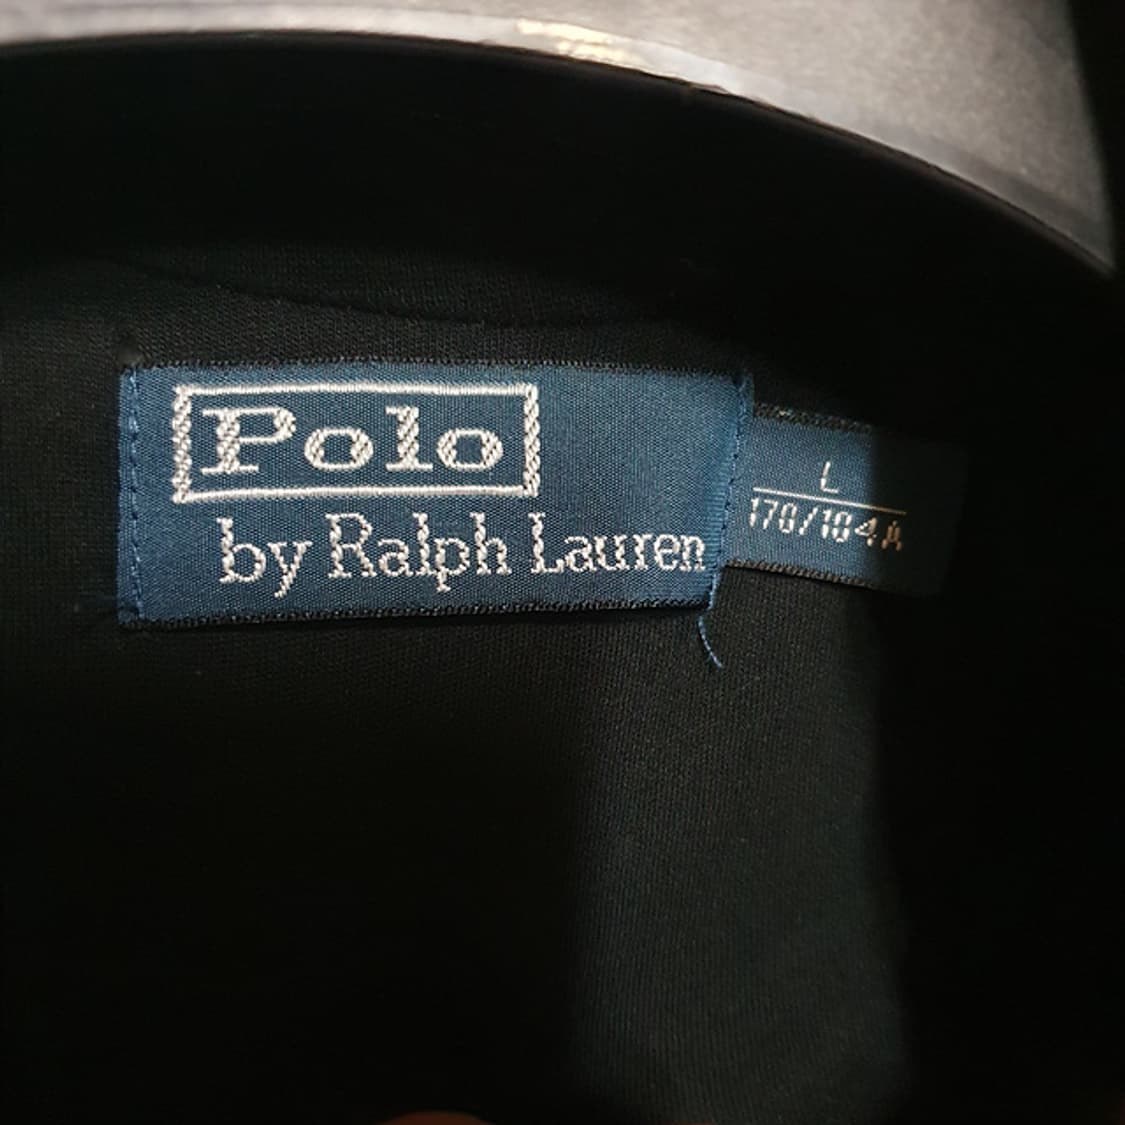 Polo
by Ralph Lauren
L
170/104A